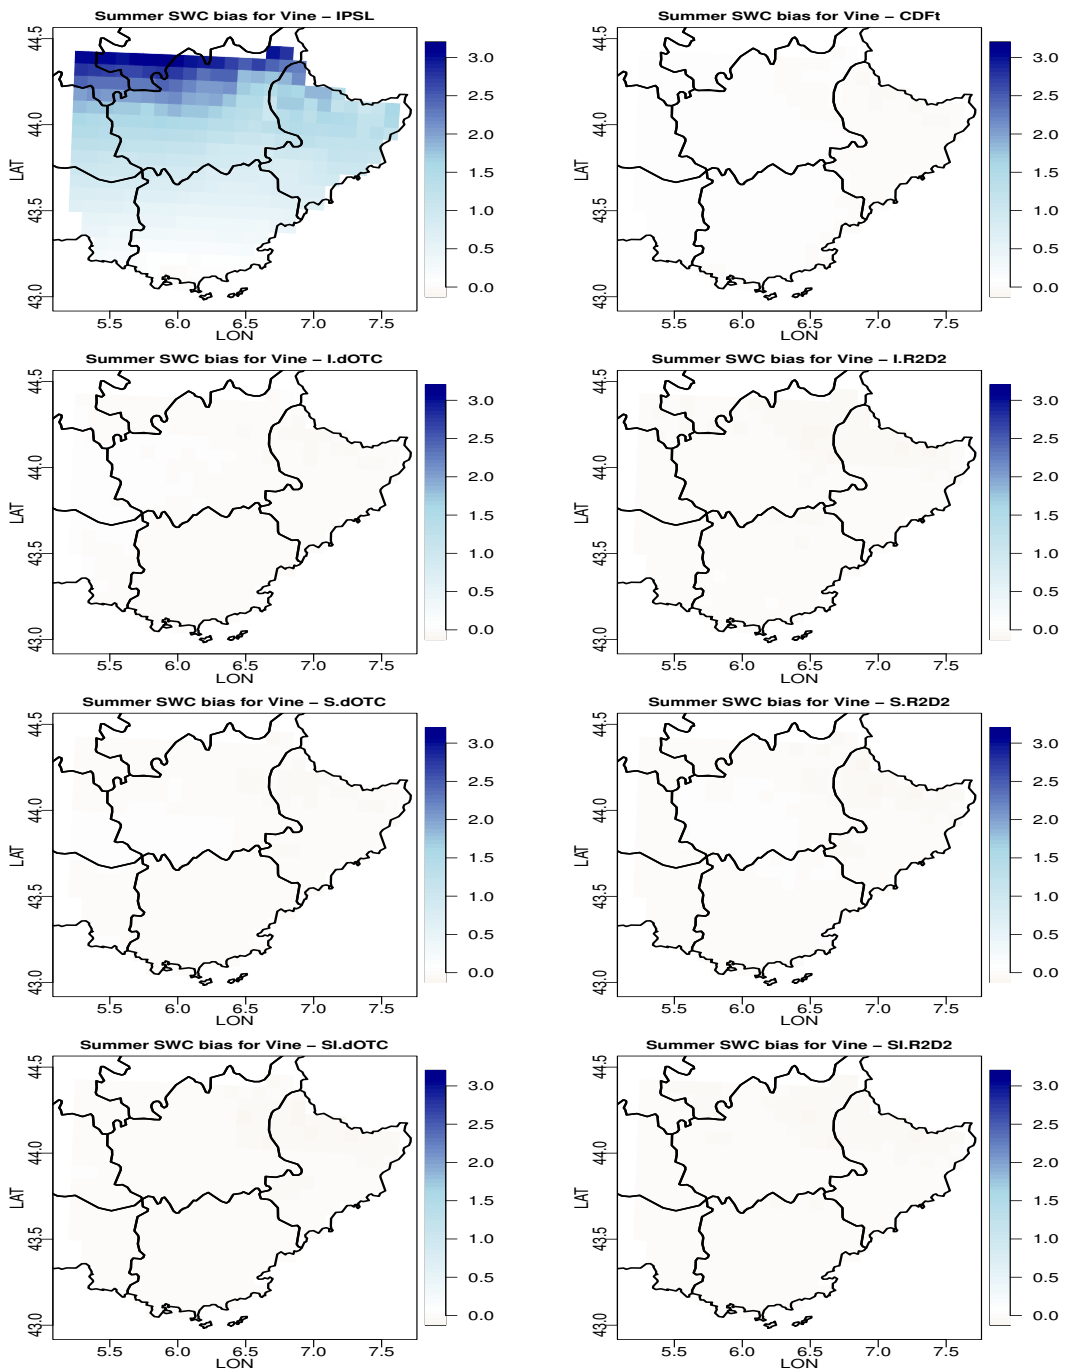 Summer SWC bias for Vine – IPSL
LAT
44.5
44.0
43.5
43.0
5.5 6.0 6.5 7.0 7.5
LON
3.0
2.5
2.0
1.5
1.0
0.5
0.0
Summer SWC bias for Vine – CDFt
LAT
44.5
44.0
43.5
43.0
5.5 6.0 6.5 7.0 7.5
LON
3.0
2.5
2.0
1.5
1.0
0.5
0.0
Summer SWC bias for Vine – I.dOTC
LAT
44.5
44.0
43.5
43.0
5.5 6.0 6.5 7.0 7.5
LON
3.0
2.5
2.0
1.5
1.0
0.5
0.0
Summer SWC bias for Vine – I.R2D2
LAT
44.5
44.0
43.5
43.0
5.5 6.0 6.5 7.0 7.5
LON
3.0
2.5
2.0
1.5
1.0
0.5
0.0
Summer SWC bias for Vine – S.dOTC
LAT
44.5
44.0
43.5
43.0
5.5 6.0 6.5 7.0 7.5
LON
3.0
2.5
2.0
1.5
1.0
0.5
0.0
Summer SWC bias for Vine – S.R2D2
LAT
44.5
44.0
43.5
43.0
5.5 6.0 6.5 7.0 7.5
LON
3.0
2.5
2.0
1.5
1.0
0.5
0.0
Summer SWC bias for Vine – SI.dOTC
LAT
44.5
44.0
43.5
43.0
5.5 6.0 6.5 7.0 7.5
LON
3.0
2.5
2.0
1.5
1.0
0.5
0.0
Summer SWC bias for Vine – SI.R2D2
LAT
44.5
44.0
43.5
43.0
5.5 6.0 6.5 7.0 7.5
LON
3.0
2.5
2.0
1.5
1.0
0.5
0.0